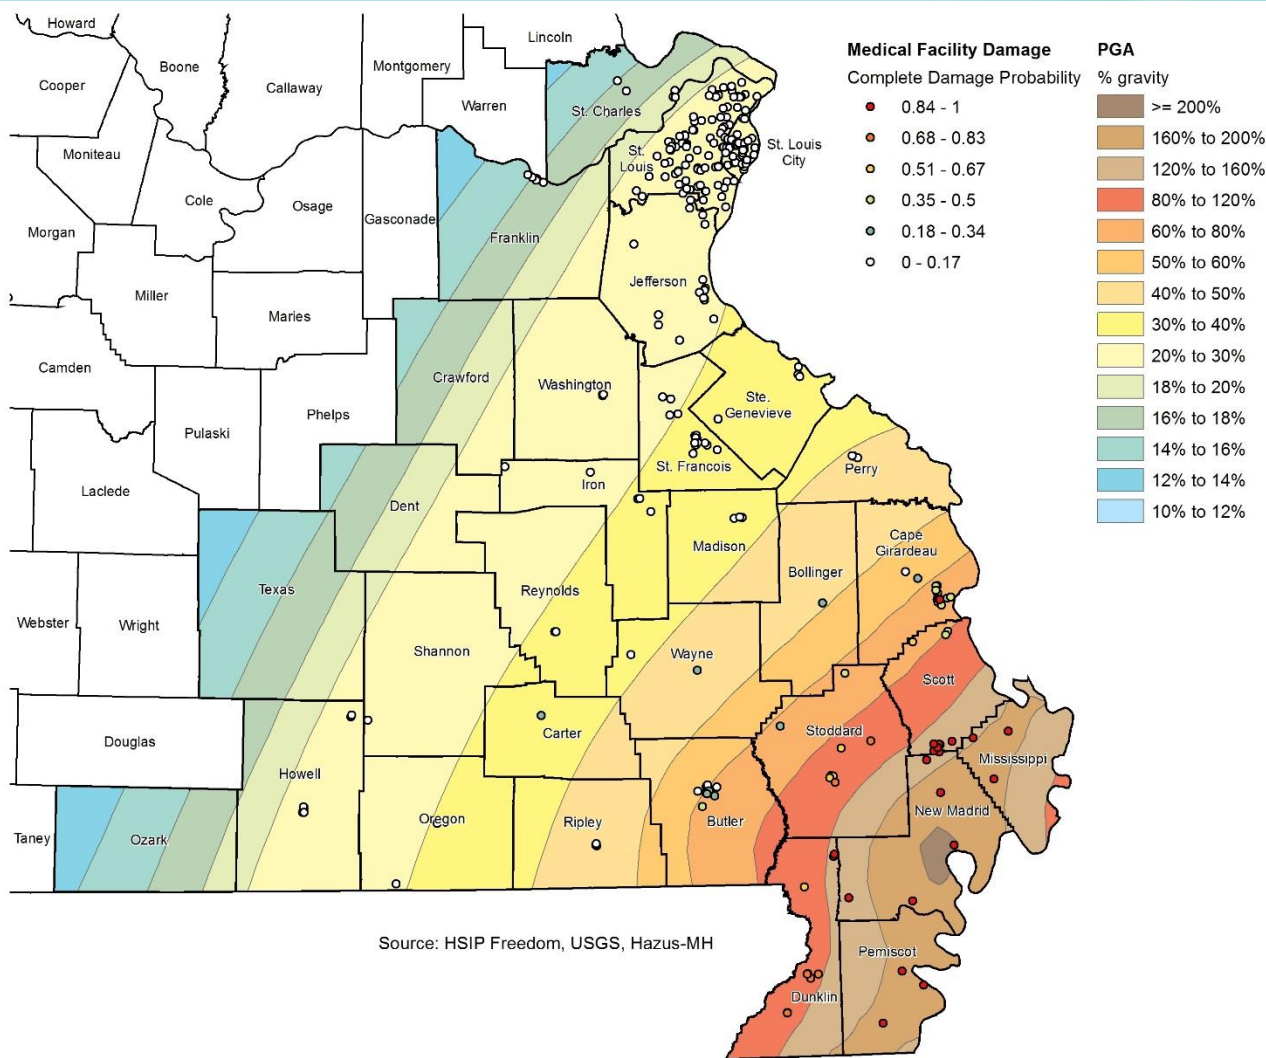 Howard
Cooper
Boone
Callaway
Montgomery
Lincoln
Warren
St. Charles
St.
Louis
St. Louis
City
Moniteau
Cole
Osage
Gasconade
Franklin
Morgan
Miller
Maries
Jefferson
Camden
Pulaski
Phelps
Crawford
Washington
Ste.
Genevieve
St. Francois
Perry
Laclede
Dent
Iron
Madison
Bollinger
Cape
Girardeau
Webster
Wright
Texas
Shannon
Reynolds
Wayne
Scott
Douglas
Howell
Carter
Stoddard
Mississippi
Taney
Ozark
Oregon
Ripley
Butler
New Madrid
Pemiscot
Dunklin
Source: HSIP Freedom, USGS, Hazus-MH
Medical Facility Damage
Complete Damage Probability
0.84 - 1
0.68 - 0.83
0.51 - 0.67
0.35 - 0.5
0.18 - 0.34
0 - 0.17
PGA
% gravity
>= 200%
160% to 200%
120% to 160%
80% to 120%
60% to 80%
50% to 60%
40% to 50%
30% to 40%
20% to 30%
18% to 20%
16% to 18%
14% to 16%
12% to 14%
10% to 12%